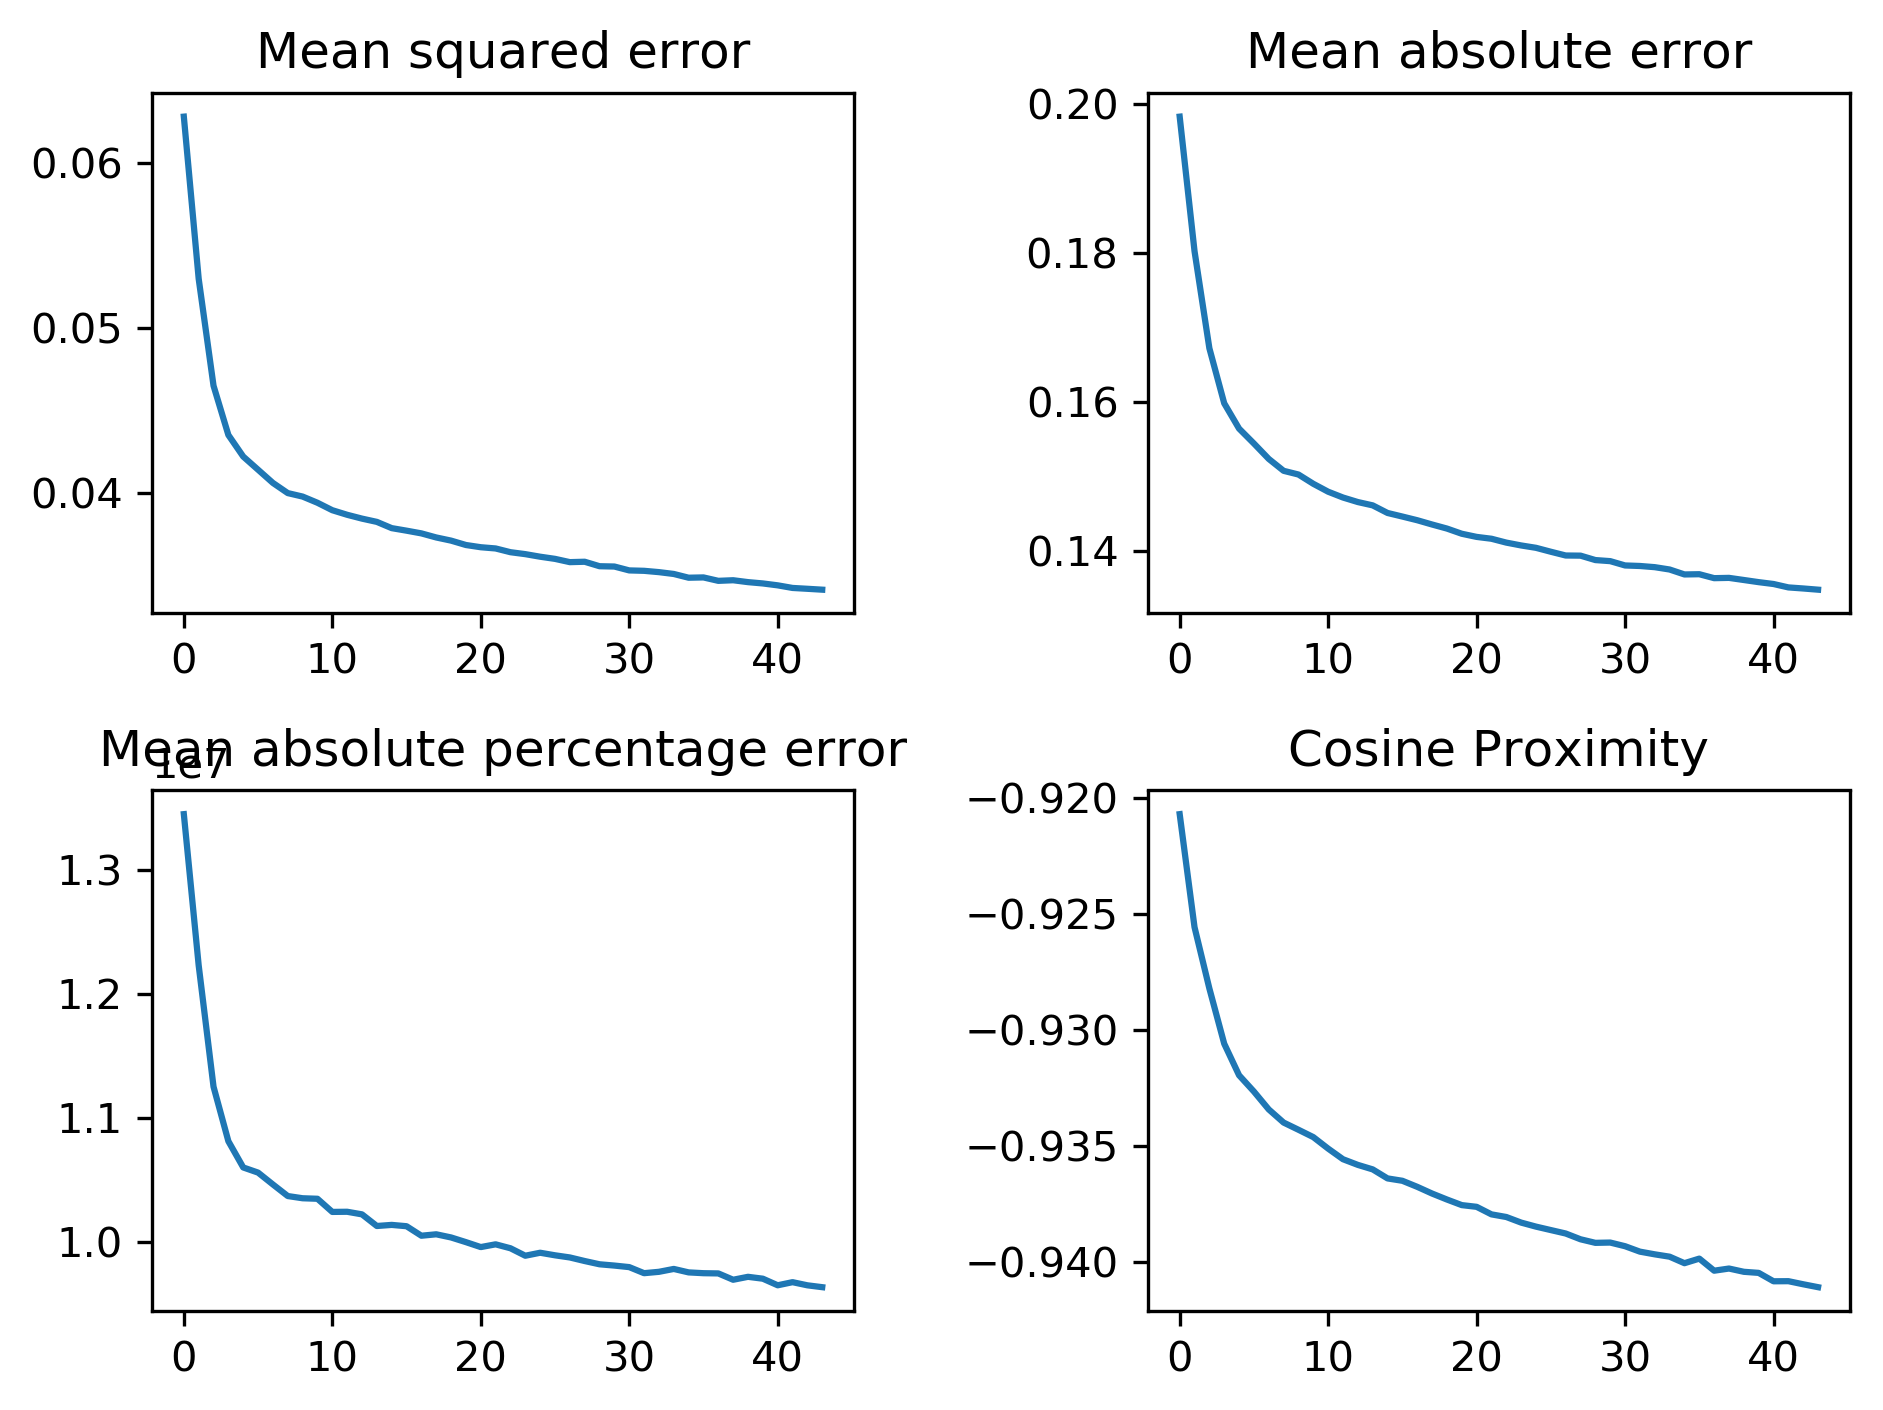 Mean squared error
0.06
0.05
0.04
0 10 20 30 40
Mean absolute error
0.20
0.18
0.16
0.14
0 10 20 30 40
Mean absolute percentage error
1e7
1.3
1.2
1.1
1.0
0 10 20 30 40
Cosine Proximity
−0.920
−0.925
−0.930
−0.935
−0.940
0 10 20 30 40